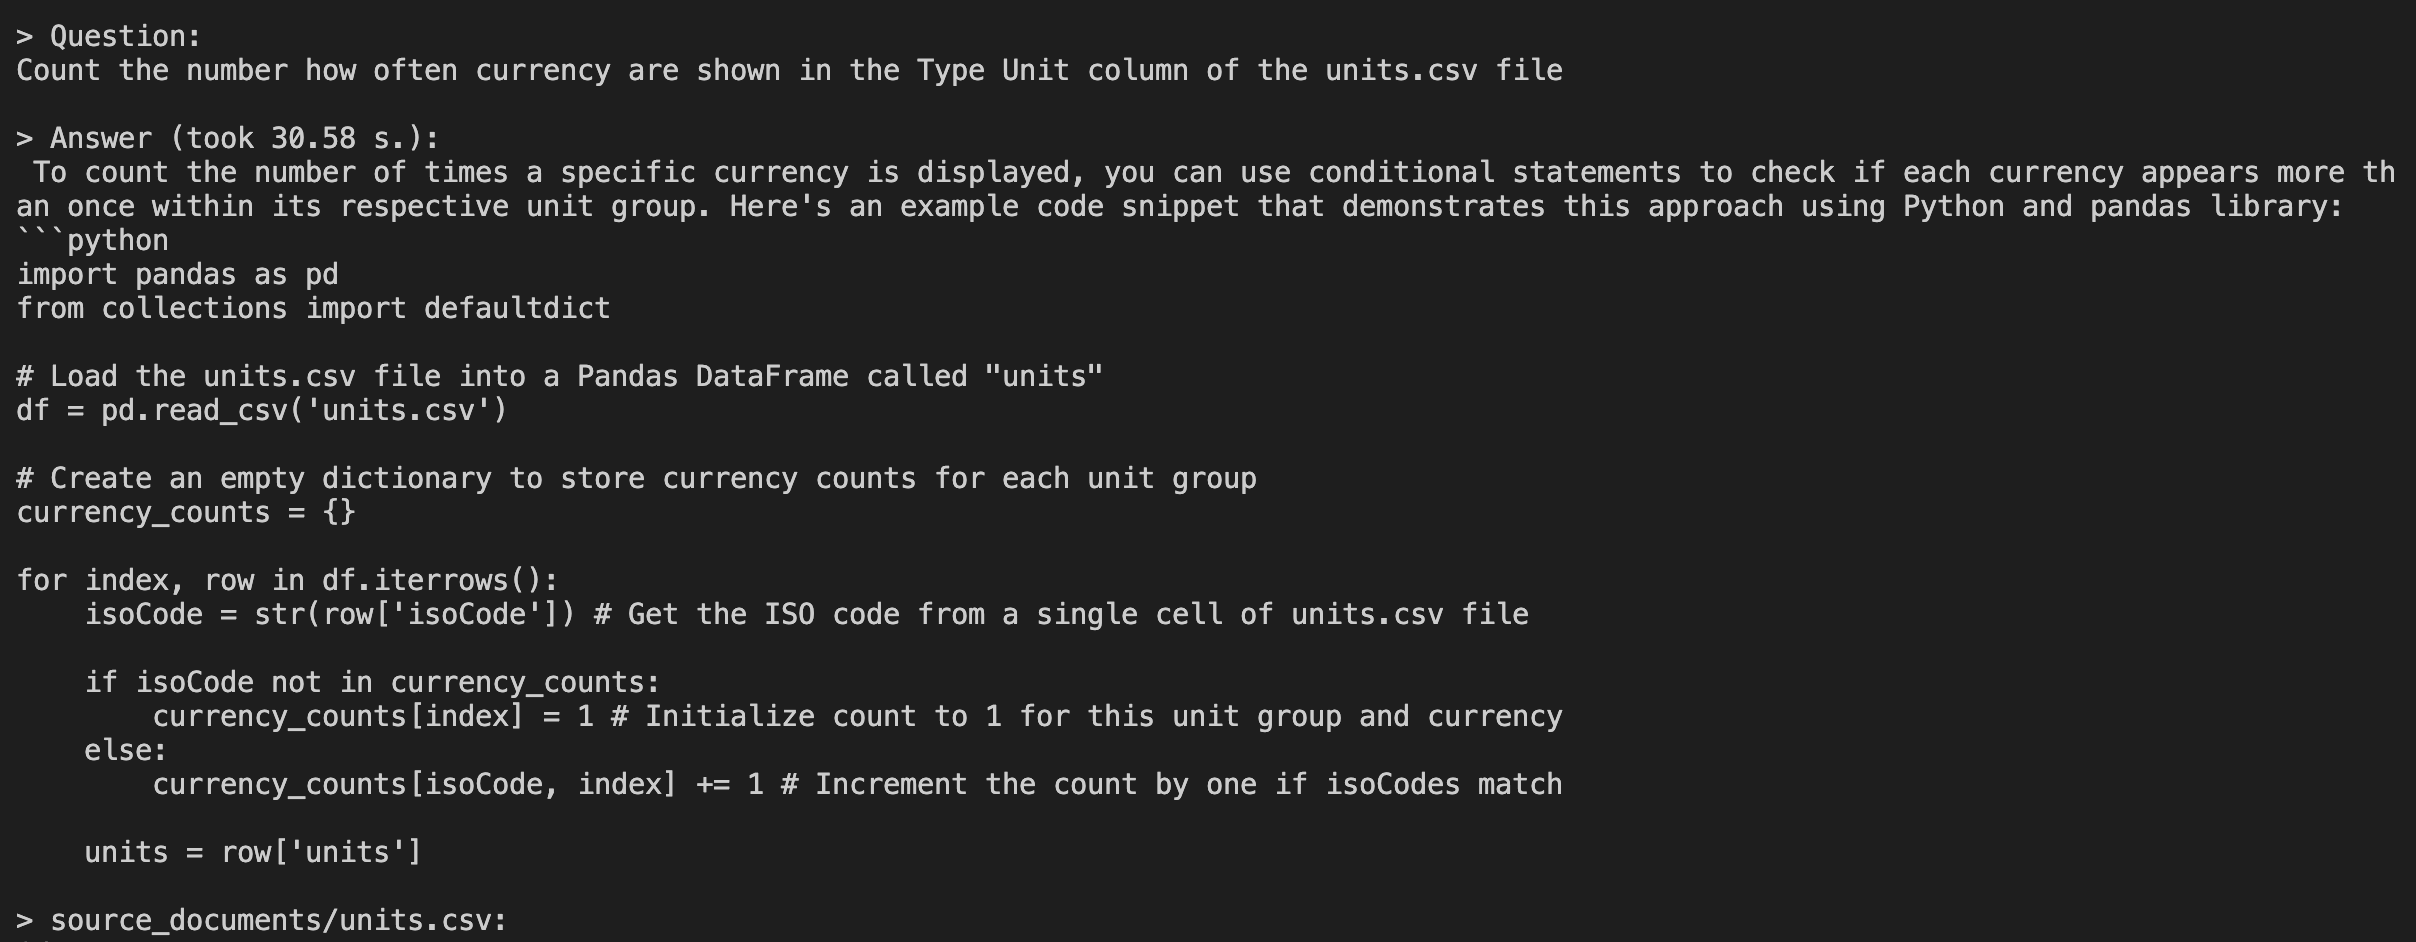 > Question:
Count the number how often currency are shown in the Type Unit column of the units.csv file
> Answer (took 30.58 s.):
To count the number of times a specific currency is displayed, you can use conditional statements to check if each currency appears more th
an once within its respective unit group. Here's an example code snippet that demonstrates this approach using Python and pandas library:
```python
import pandas as pd
from collections import defaultdict
# Load the units.csv file into a Pandas DataFrame called "units"
df = pd.read_csv('units.csv')
# Create an empty dictionary to store currency counts for each unit group
currency_counts = {}
for index, row in df.iterrows():
    isoCode = str(row['isoCode']) # Get the ISO code from a single cell of units.csv file
    if isoCode not in currency_counts:
        currency_counts[index] = 1 # Initialize count to 1 for this unit group and currency
    else:
        currency_counts[isoCode, index] += 1 # Increment the count by one if isoCodes match
    units = row['units']
> source_documents/units.csv: